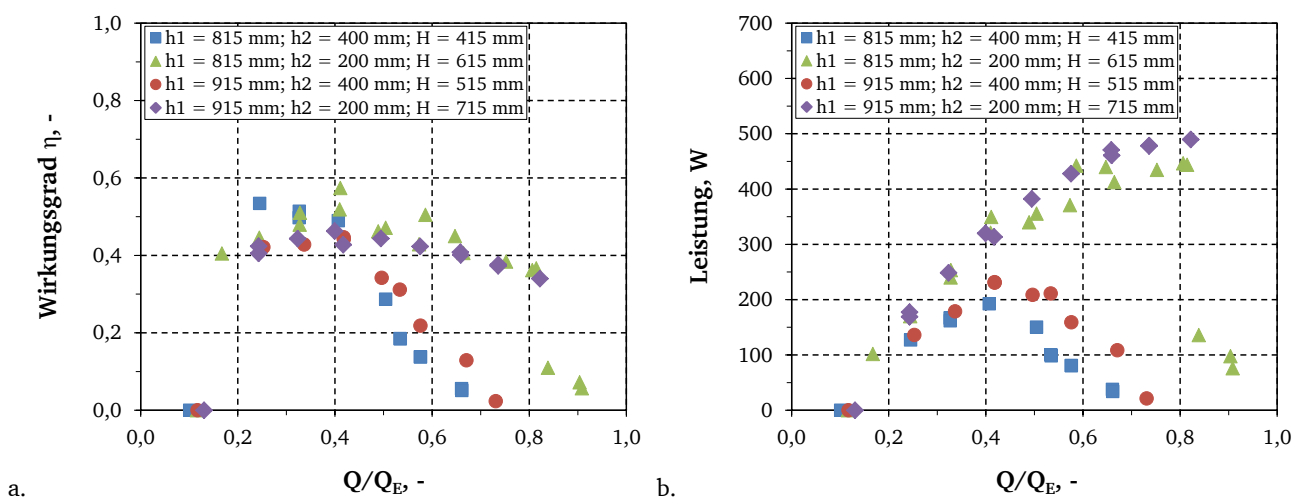 1,0
0,8
0,6
0,4
0,2
0,0
Wirkungsgrad η, -
h1 = 815 mm; h2 = 400 mm; H = 415 mm
h1 = 815 mm; h2 = 200 mm; H = 615 mm
h1 = 915 mm; h2 = 400 mm; H = 515 mm
h1 = 915 mm; h2 = 200 mm; H = 715 mm
0,0 0,2 0,4 0,6 0,8 1,0
Q/Q_E, -
a.
700
600
500
400
300
200
100
0
Leistung, W
h1 = 815 mm; h2 = 400 mm; H = 415 mm
h1 = 815 mm; h2 = 200 mm; H = 615 mm
h1 = 915 mm; h2 = 400 mm; H = 515 mm
h1 = 915 mm; h2 = 200 mm; H = 715 mm
0,0 0,2 0,4 0,6 0,8 1,0
Q/Q_E, -
b.